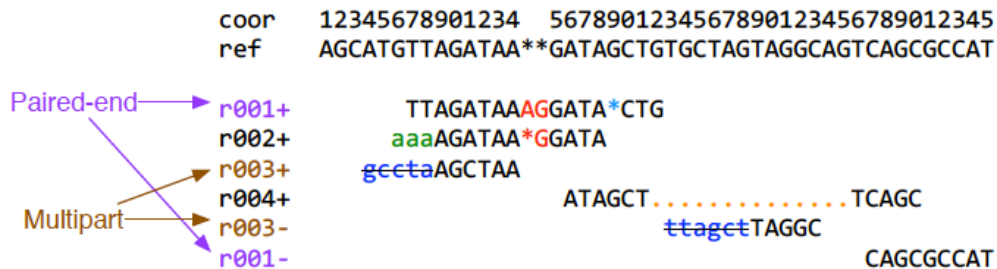 coor 12345678901234 5678901234567890123456789012345
ref AGCATGTTAGATAA**GATAGCTGTGCTAGTAGGCAGTCAGCGCCAT
Paired-end r001+ TTAGATAAAGGATA*CTG
r002+ aaaAGATAA*GGATA
r003+ gcctaAGCTAA
r004+ ATAGCT..............TCAGC
Multipart
r003- ttagctTAGGC
r001- CAGCGCCAT